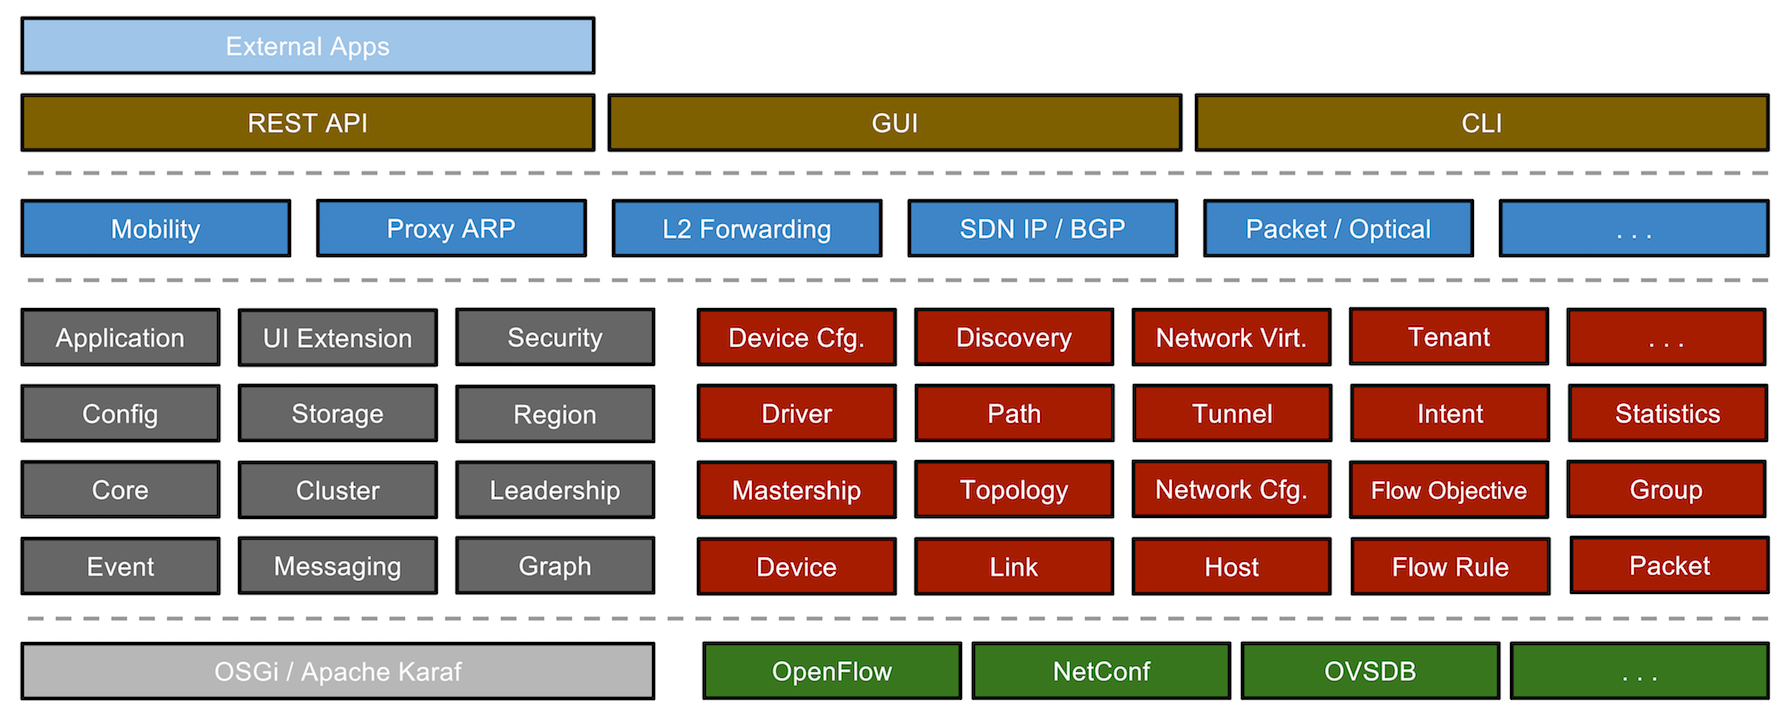 External Apps
REST API GUI CLI
Mobility Proxy ARP L2 Forwarding SDN IP / BGP Packet / Optical . . .
Application UI Extension Security Device Cfg. Discovery Network Virt. Tenant . . .
Config Storage Region Driver Path Tunnel Intent Statistics
Core Cluster Leadership Mastership Topology Network Cfg. Flow Objective Group
Event Messaging Graph Device Link Host Flow Rule Packet
OSGi / Apache Karaf OpenFlow NetConf OVSDB . . .